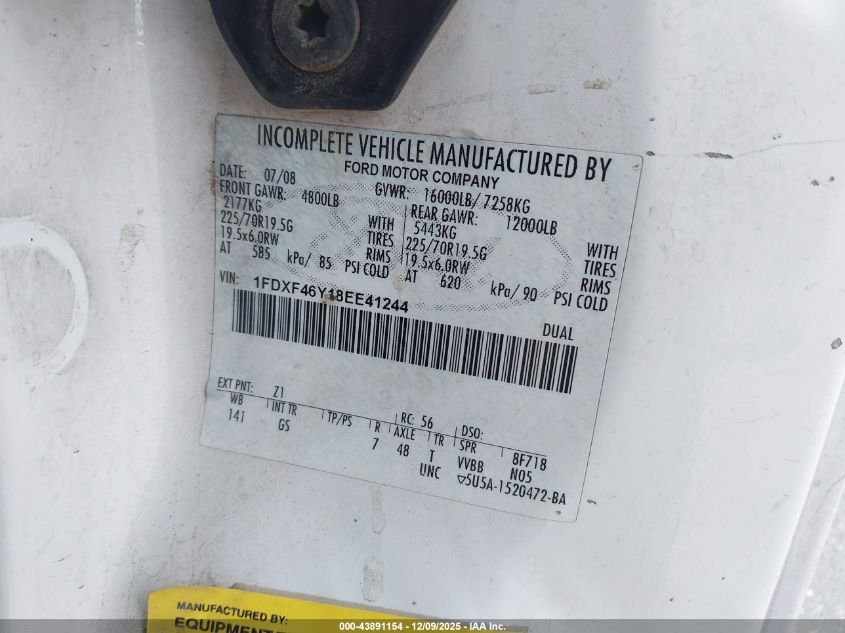 INCOMPLETE VEHICLE MANUFACTURED BY
FORD MOTOR COMPANY
DATE: 07/08 GVWR: 16000LB/ 7258KG
FRONT GAWR: 4800LB REAR GAWR: 12000LB
2177KG WITH 5443KG WITH
225/70R19.5G TIRES 225/70R19.5G TIRES
19.5x6.0RW RIMS 19.5x6.0RW RIMS
AT 585 kPa/ 85 PSI COLD AT 620 kPa/ 90 PSI COLD
VIN: 1FDXF46Y18EE41244
DUAL
EXT PNT: Z1 RC: 56 DSO:
WB INT TR TP/PS R AXLE TR SPR 8F718
141 GS 7 48 T VVBB N05
UNC ▽5U5A-1520472-BA
MANUFACTURED BY:
EQUIPMENT
000-43891154 - 12/09/2025 - IAA Inc.